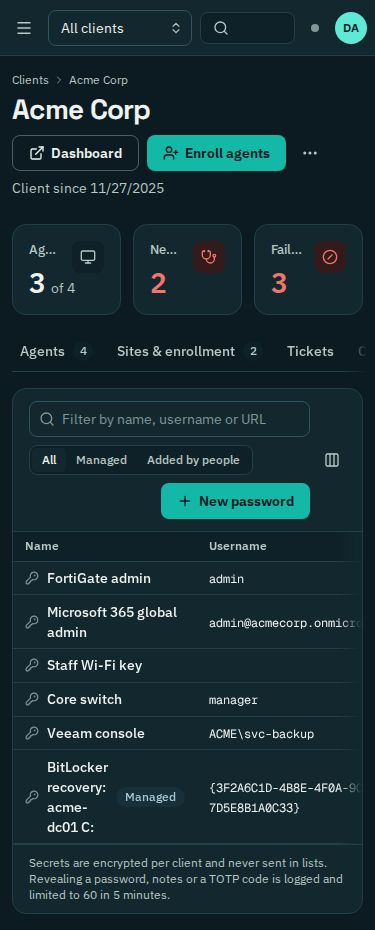 All clients
DA
Clients > Acme Corp
Acme Corp
Dashboard
Enroll agents
Client since 11/27/2025
Ag…
3 of 4
Ne…
2
Fail…
3
Agents 4
Sites & enrollment 2
Tickets
Filter by name, username or URL
All
Managed
Added by people
New password
Name
Username
FortiGate admin
admin
Microsoft 365 global
admin
admin@acmecorp.onmicro
Staff Wi-Fi key
Core switch
manager
Veeam console
ACME\svc-backup
BitLocker
recovery:
acme-
dc01 C:
Managed
{3F2A6C1D-4B8E-4F0A-9C
7D5E8B1A0C33}
Secrets are encrypted per client and never sent in lists.
Revealing a password, notes or a TOTP code is logged and
limited to 60 in 5 minutes.